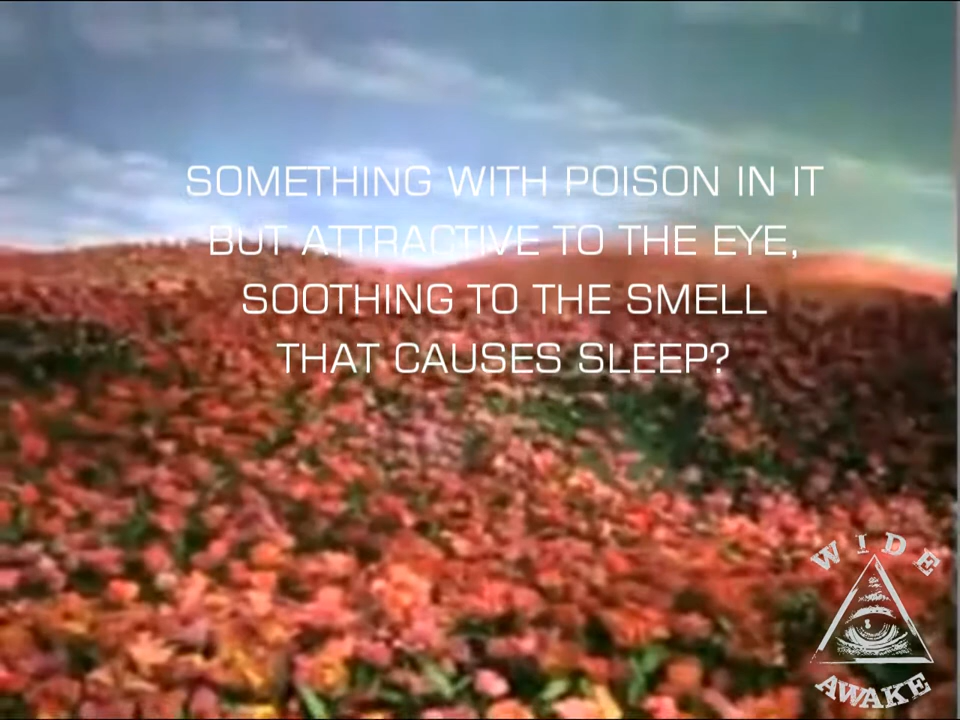 SOMETHING WITH POISON IN IT
BUT ATTRACTIVE TO THE EYE,
SOOTHING TO THE SMELL
THAT CAUSES SLEEP?
WIDE
AWAKE